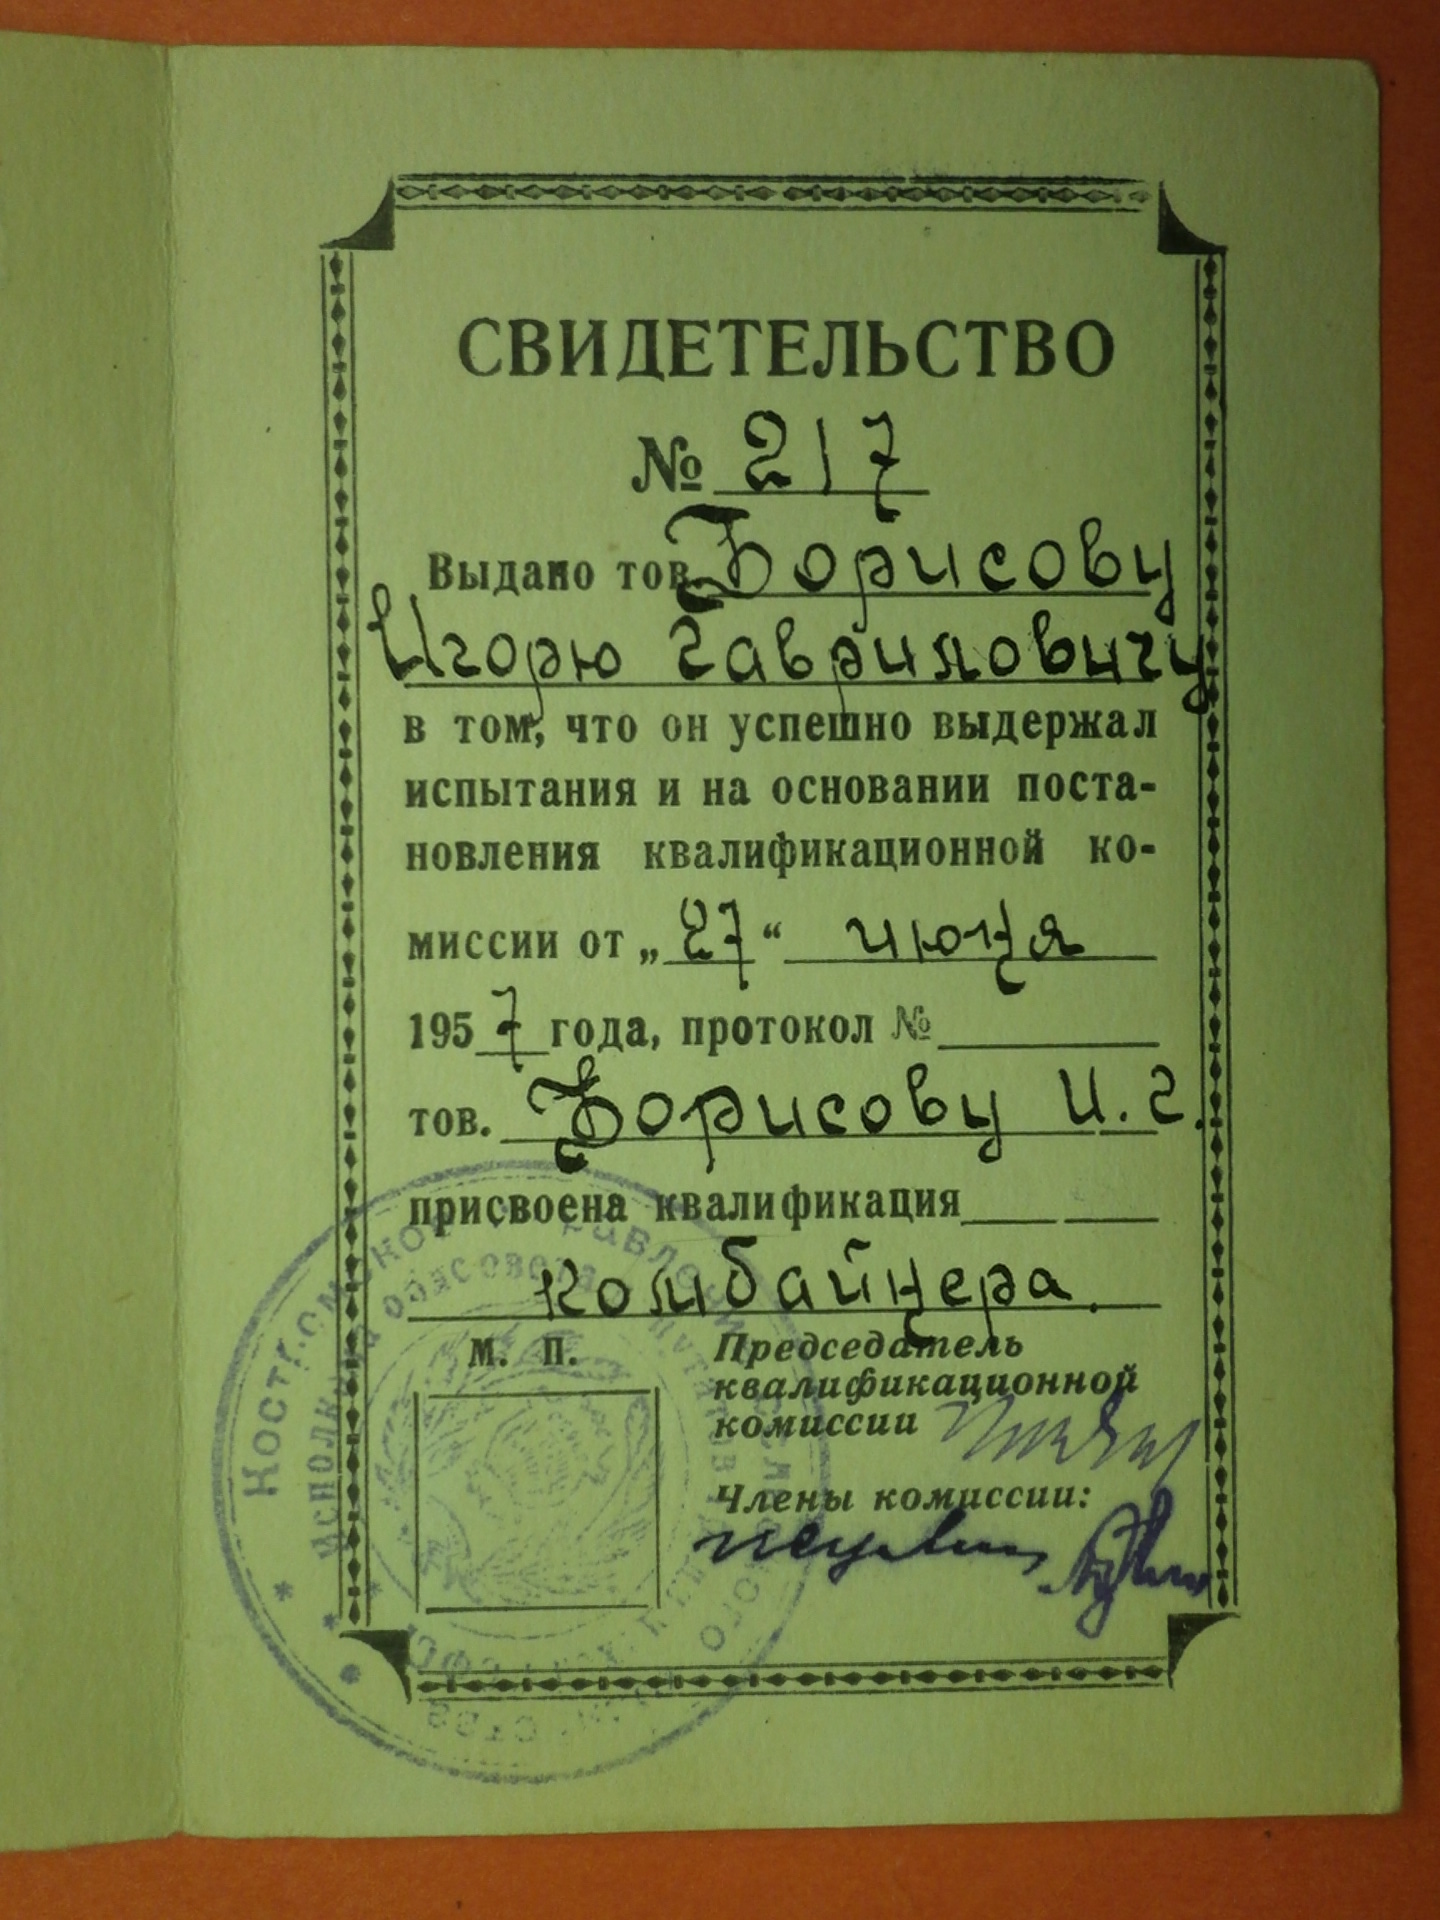 СВИДЕТЕЛЬСТВО
№ 217
Выдано тов. Борисову
Игорю Гавриловичу
в том, что он успешно выдержал
испытания и на основании поста-
новления квалификационной ко-
миссии от „27“ июня
1957 года, протокол №
тов. Борисову И. Г.
присвоена квалификация
комбайнера.
М. П.
Председатель
квалификационной
комиссии
Члены комиссии: